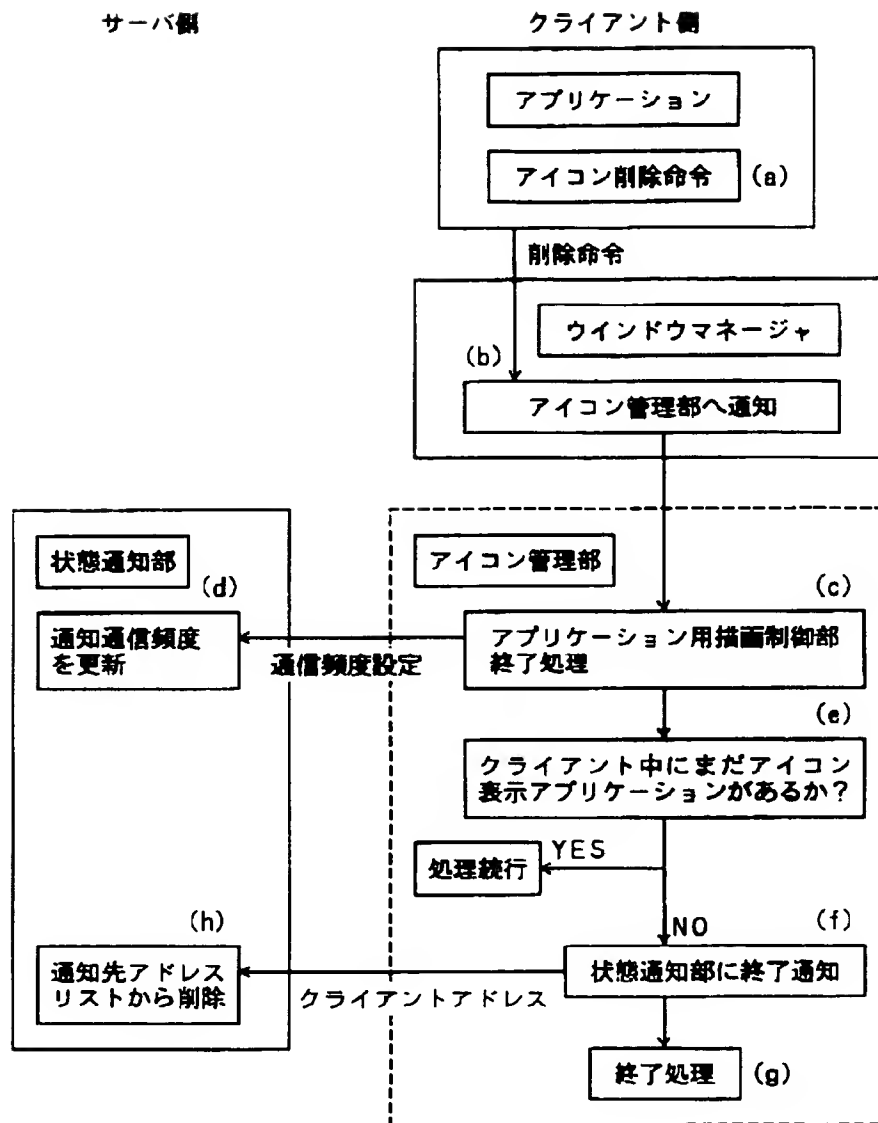 サーバ側
クライアント側
アプリケーション
アイコン削除命令
(a)
削除命令
ウインドウマネージャ
(b)
アイコン管理部へ通知
状態通知部
(d)
通知通信頻度
を更新
通信頻度設定
アイコン管理部
(c)
アプリケーション用描画制御部
終了処理
(e)
クライアント中にまだアイコン
表示アプリケーションがあるか?
YES
処理続行
NO
(f)
状態通知部に終了通知
(h)
通知先アドレス
リストから削除
クライアントアドレス
終了処理
(g)